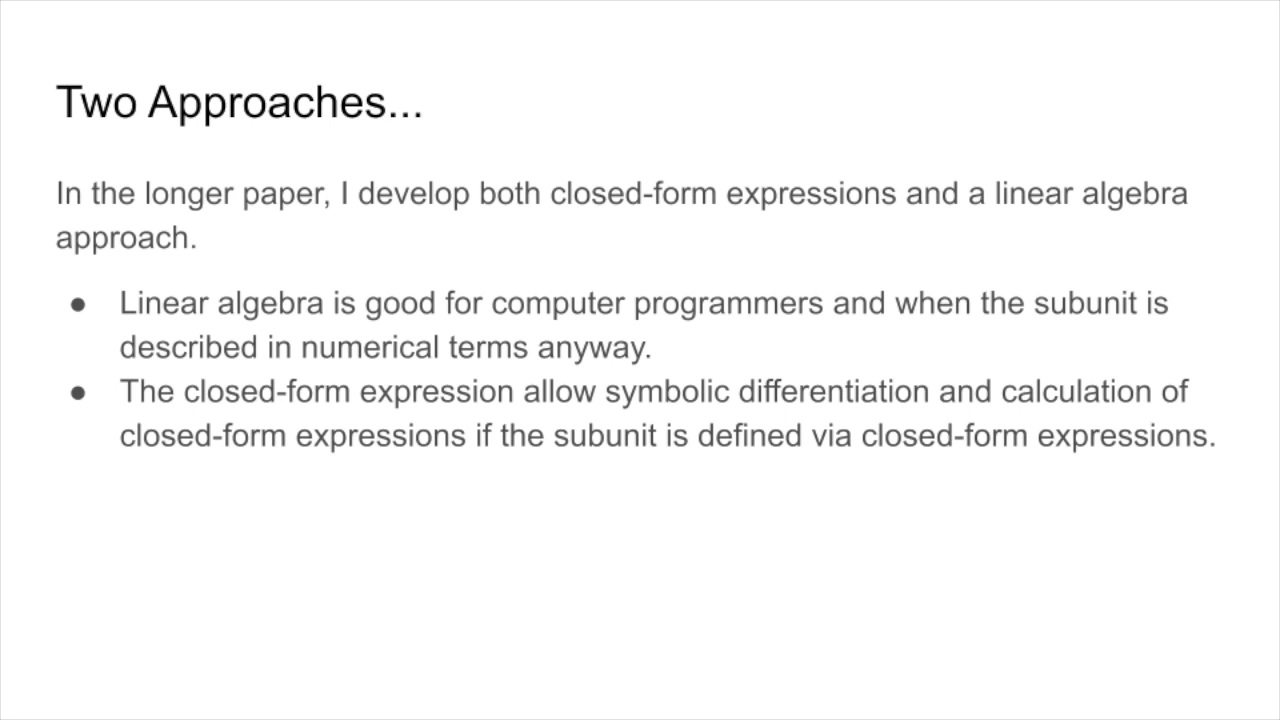 Two Approaches...
In the longer paper, I develop both closed-form expressions and a linear algebra
approach.
● Linear algebra is good for computer programmers and when the subunit is
described in numerical terms anyway.
● The closed-form expression allow symbolic differentiation and calculation of
closed-form expressions if the subunit is defined via closed-form expressions.